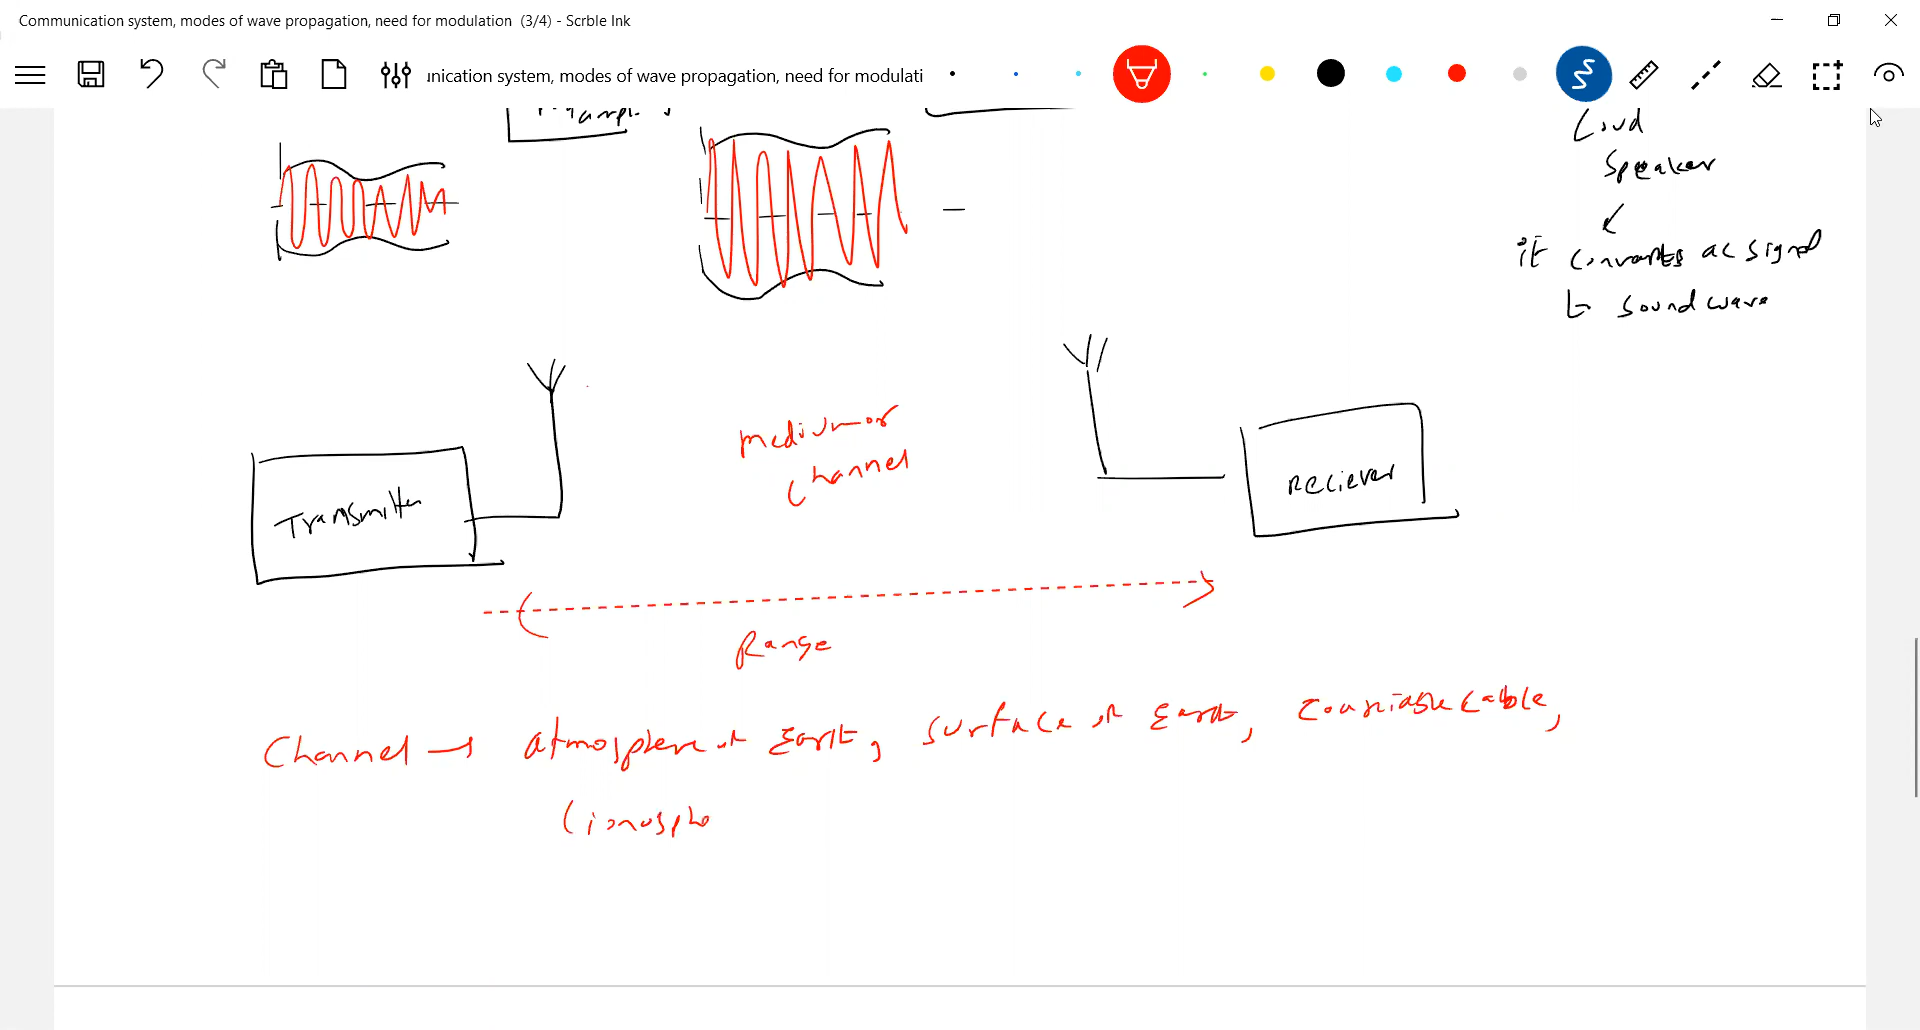 Communication system, modes of wave propagation, need for modulation (3/4) - Scrble Ink
unication system, modes of wave propagation, need for modulati
Loud
Speaker
it converts ac signal
to sound wave
medium or
channel
Transmitter
Reciever
Range
Channel → atmosphere of Earth, surface of Earth, coaxiable cable,
(ionosphe